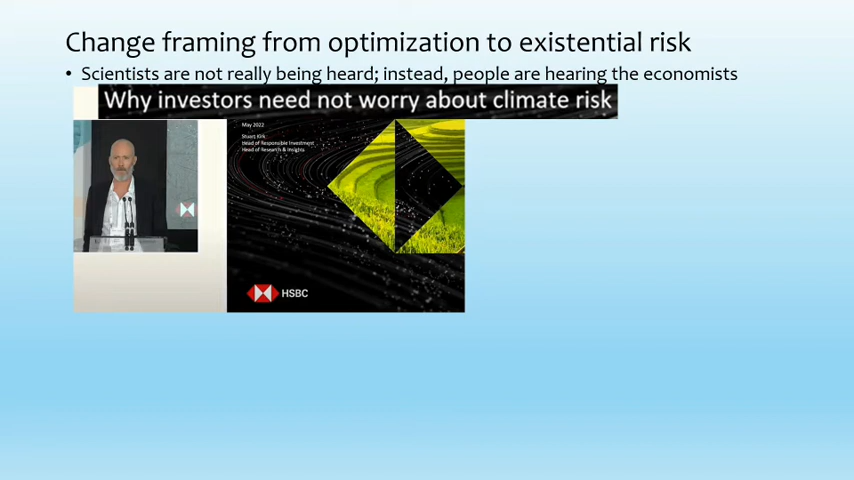 Change framing from optimization to existential risk
• Scientists are not really being heard; instead, people are hearing the economists
Why investors need not worry about climate risk
May 2022
Stuart Kirk
Head of Responsible Investment
Head of Research & Insights
HSBC